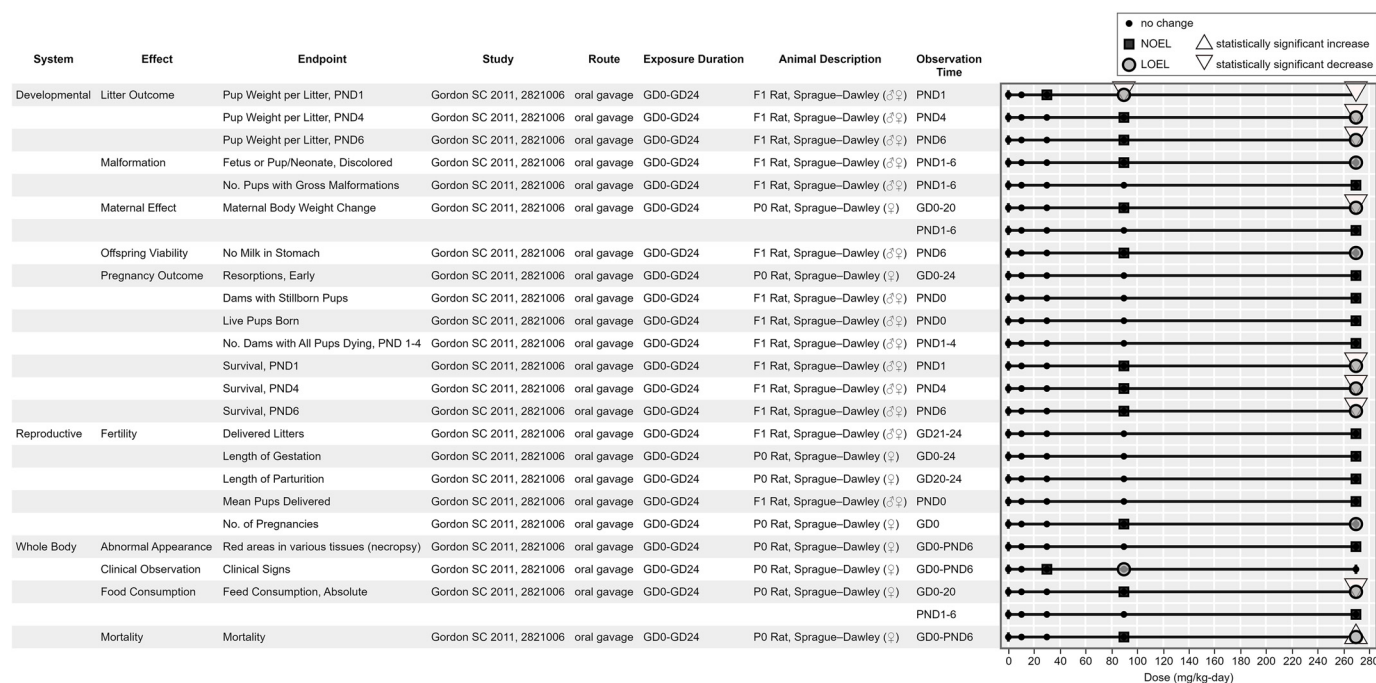 no change
NOEL △ statistically significant increase
LOEL ▽ statistically significant decrease
System Effect Endpoint Study Route Exposure Duration Animal Description Observation
Time
Developmental Litter Outcome Pup Weight per Litter, PND1 Gordon SC 2011, 2821006 oral gavage GD0-GD24 F1 Rat, Sprague–Dawley (♂♀) PND1
Pup Weight per Litter, PND4 Gordon SC 2011, 2821006 oral gavage GD0-GD24 F1 Rat, Sprague–Dawley (♂♀) PND4
Pup Weight per Litter, PND6 Gordon SC 2011, 2821006 oral gavage GD0-GD24 F1 Rat, Sprague–Dawley (♂♀) PND6
Malformation Fetus or Pup/Neonate, Discolored Gordon SC 2011, 2821006 oral gavage GD0-GD24 F1 Rat, Sprague–Dawley (♂♀) PND1-6
No. Pups with Gross Malformations Gordon SC 2011, 2821006 oral gavage GD0-GD24 F1 Rat, Sprague–Dawley (♂♀) PND1-6
Maternal Effect Maternal Body Weight Change Gordon SC 2011, 2821006 oral gavage GD0-GD24 P0 Rat, Sprague–Dawley (♀) GD0-20
PND1-6
Offspring Viability No Milk in Stomach Gordon SC 2011, 2821006 oral gavage GD0-GD24 F1 Rat, Sprague–Dawley (♂♀) PND6
Pregnancy Outcome Resorptions, Early Gordon SC 2011, 2821006 oral gavage GD0-GD24 P0 Rat, Sprague–Dawley (♀) GD0-24
Dams with Stillborn Pups Gordon SC 2011, 2821006 oral gavage GD0-GD24 F1 Rat, Sprague–Dawley (♂♀) PND0
Live Pups Born Gordon SC 2011, 2821006 oral gavage GD0-GD24 F1 Rat, Sprague–Dawley (♂♀) PND0
No. Dams with All Pups Dying, PND 1-4 Gordon SC 2011, 2821006 oral gavage GD0-GD24 F1 Rat, Sprague–Dawley (♂♀) PND1-4
Survival, PND1 Gordon SC 2011, 2821006 oral gavage GD0-GD24 F1 Rat, Sprague–Dawley (♂♀) PND1
Survival, PND4 Gordon SC 2011, 2821006 oral gavage GD0-GD24 F1 Rat, Sprague–Dawley (♂♀) PND4
Survival, PND6 Gordon SC 2011, 2821006 oral gavage GD0-GD24 F1 Rat, Sprague–Dawley (♂♀) PND6
Reproductive Fertility Delivered Litters Gordon SC 2011, 2821006 oral gavage GD0-GD24 F1 Rat, Sprague–Dawley (♂♀) GD21-24
Length of Gestation Gordon SC 2011, 2821006 oral gavage GD0-GD24 P0 Rat, Sprague–Dawley (♀) GD0-24
Length of Parturition Gordon SC 2011, 2821006 oral gavage GD0-GD24 P0 Rat, Sprague–Dawley (♀) GD20-24
Mean Pups Delivered Gordon SC 2011, 2821006 oral gavage GD0-GD24 F1 Rat, Sprague–Dawley (♂♀) PND0
No. of Pregnancies Gordon SC 2011, 2821006 oral gavage GD0-GD24 P0 Rat, Sprague–Dawley (♀) GD0
Whole Body Abnormal Appearance Red areas in various tissues (necropsy) Gordon SC 2011, 2821006 oral gavage GD0-GD24 P0 Rat, Sprague–Dawley (♀) GD0-PND6
Clinical Observation Clinical Signs Gordon SC 2011, 2821006 oral gavage GD0-GD24 P0 Rat, Sprague–Dawley (♀) GD0-PND6
Food Consumption Feed Consumption, Absolute Gordon SC 2011, 2821006 oral gavage GD0-GD24 P0 Rat, Sprague–Dawley (♀) GD0-20
PND1-6
Mortality Mortality Gordon SC 2011, 2821006 oral gavage GD0-GD24 P0 Rat, Sprague–Dawley (♀) GD0-PND6
0 20 40 60 80 100 120 140 160 180 200 220 240 260 280
Dose (mg/kg-day)